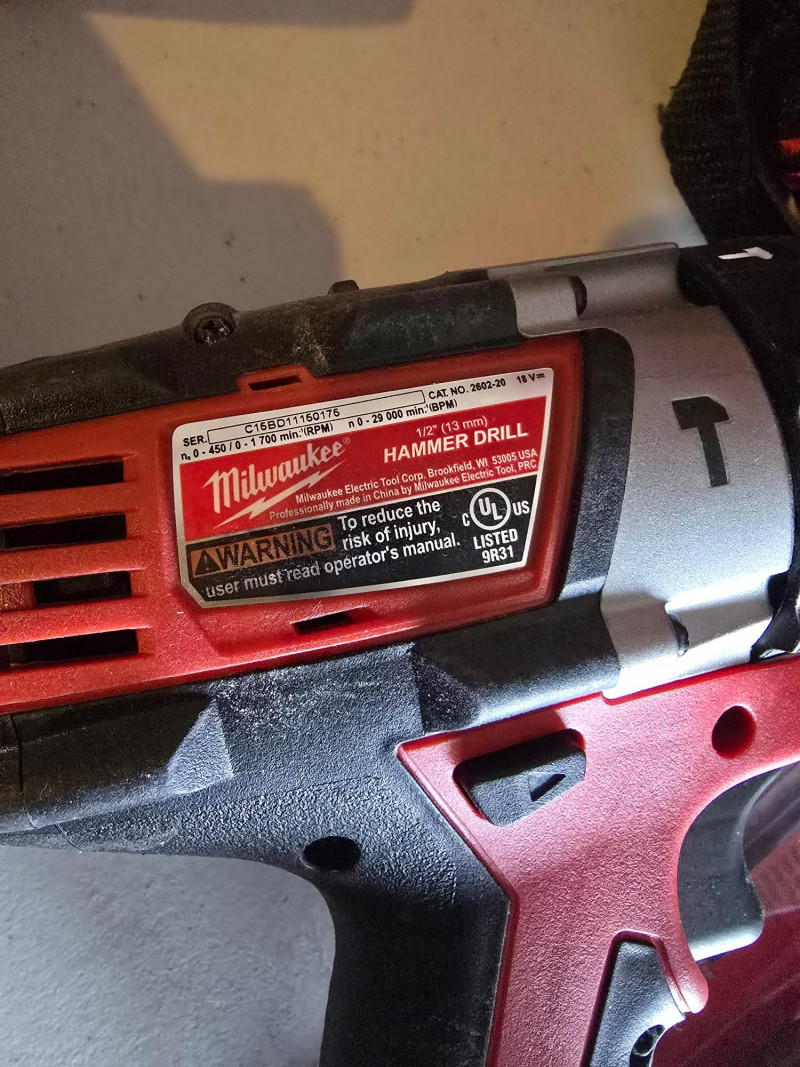 SER. C15BD11150175 CAT. NO. 2602-20 18 V⎓
n₀ 0 - 450 / 0 - 1 700 min.⁻¹(RPM) n 0 - 29 000 min.⁻¹(BPM)
Milwaukee®
1/2" (13 mm)
HAMMER DRILL
Milwaukee Electric Tool Corp. Brookfield, WI 53005 USA
Professionally made in China by Milwaukee Electric Tool, PRC
WARNING To reduce the
risk of injury,
user must read operator's manual.
C UL US
LISTED
9R31